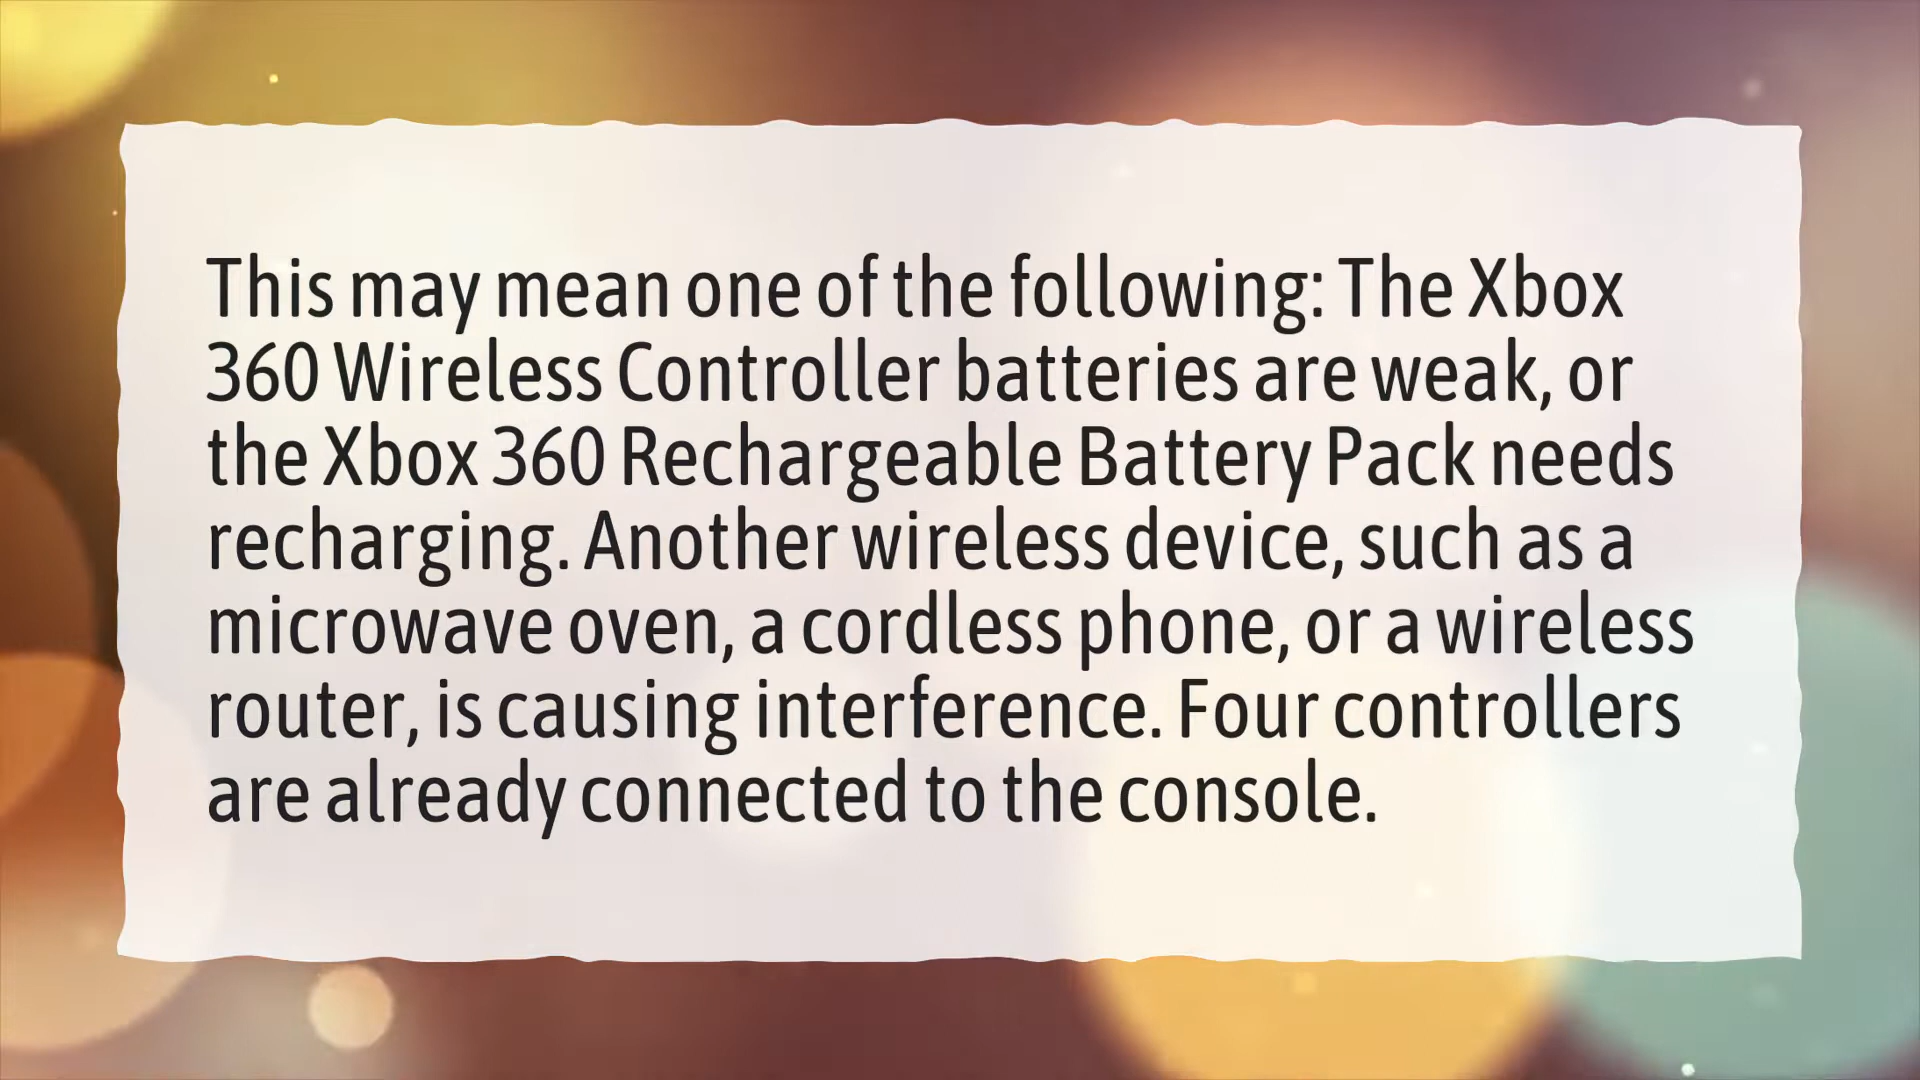 This may mean one of the following: The Xbox
360 Wireless Controller batteries are weak, or
the Xbox 360 Rechargeable Battery Pack needs
recharging. Another wireless device, such as a
microwave oven, a cordless phone, or a wireless
router, is causing interference. Four controllers
are already connected to the console.